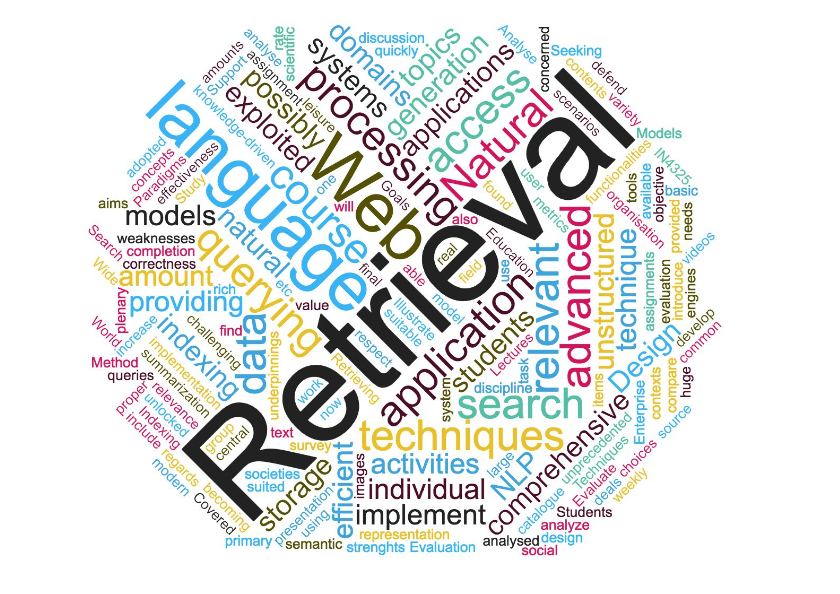 Retrieval
language
Web
Natural
advanced
application
processing
techniques
search
relevant
access
querying
course
data
comprehensive
indexing
generation
applications
students
unstructured
technique
Design
NLP
implement
individual
activities
efficient
storage
providing
amount
models
natural
exploited
possibly
systems
domains
topics
discussion
quickly
rate
scientific
analyse
amounts
Support
assignment
leisure
knowledge-driven
adopted
concepts
Paradigms
effectiveness
Study
aims
weaknesses
completion
correctness
Search
Wide
plenary
World
increase
rich
challenging
find
Method
queries
summarization
implementation
underpinnings
proper
relevance
unlocked
Indexing
include
group
central
regards
modern
becoming
Covered
text
survey
societies
suited
images
presentation
using
primary
semantic
representation
strenghts
Evaluation
work
now
Retrieving
respect
Illustrate
suitable
model
able
final
etc
value
one
will
Goals
also
real
field
found
Education
use
user
metrics
Lectures
system
discipline
task
large
items
catalogue
unprecedented
Techniques
Evaluate
choices
deals
weekly
source
Students
analyze
design
analysed
social
Enterprise
contexts
compare
huge
common
develop
engines
introduce
evaluation
assignments
videos
needs
provided
organisation
objective
available
tools
basic
functionalities
IN4325
Models
scenarios
variety
contents
defend
Seeking
concerned
Analyse